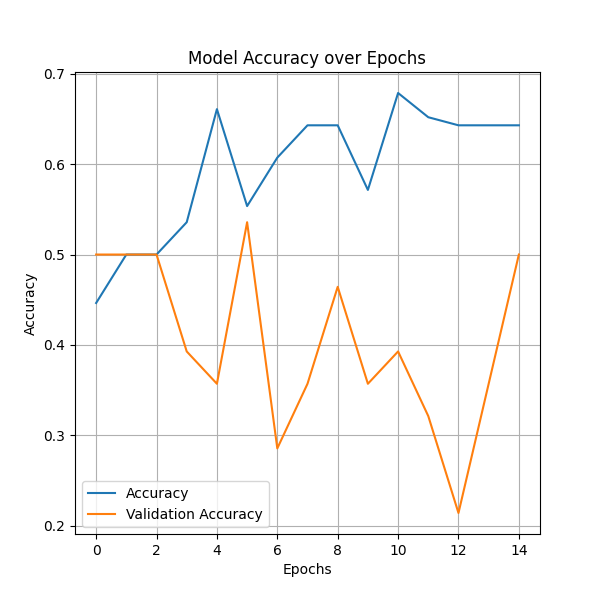 Model Accuracy over Epochs
Accuracy
0.7
0.6
0.5
0.4
0.3
0.2
Accuracy
Validation Accuracy
0 2 4 6 8 10 12 14
Epochs